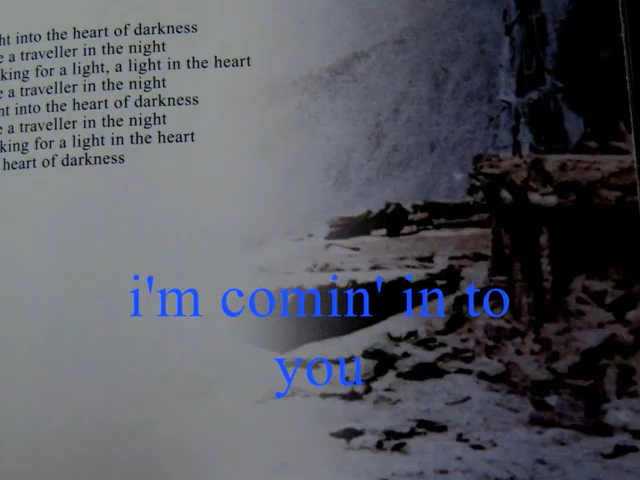 ht into the heart of darkness
e a traveller in the night
king for a light, a light in the heart
e a traveller in the night
ht into the heart of darkness
e a traveller in the night
king for a light in the heart
heart of darkness
i'm comin' in to
you